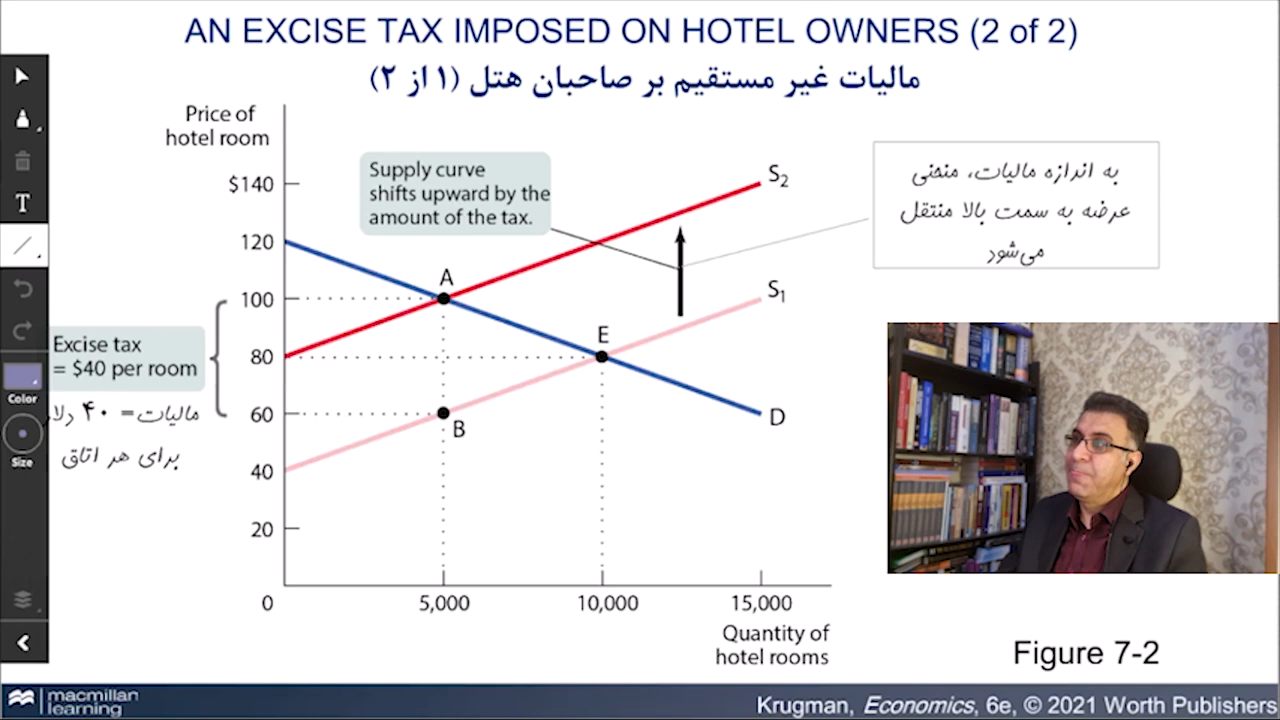 AN EXCISE TAX IMPOSED ON HOTEL OWNERS (2 of 2)
مالیات غیر مستقیم بر صاحبان هتل (۱ از ۲)
Price of
hotel room
Supply curve
shifts upward by the
amount of the tax.
به اندازه مالیات، منحنی
عرضه به سمت بالا منتقل
می‌شود
$140
120
100
80
60
40
20
0
S2
S1
A
E
B
D
Excise tax
= $40 per room
مالیات= ۴۰ دلار
برای هر اتاق
5,000
10,000
15,000
Quantity of
hotel rooms
Figure 7-2
T
Color
Size
macmillan
learning
Krugman, Economics, 6e, © 2021 Worth Publishers